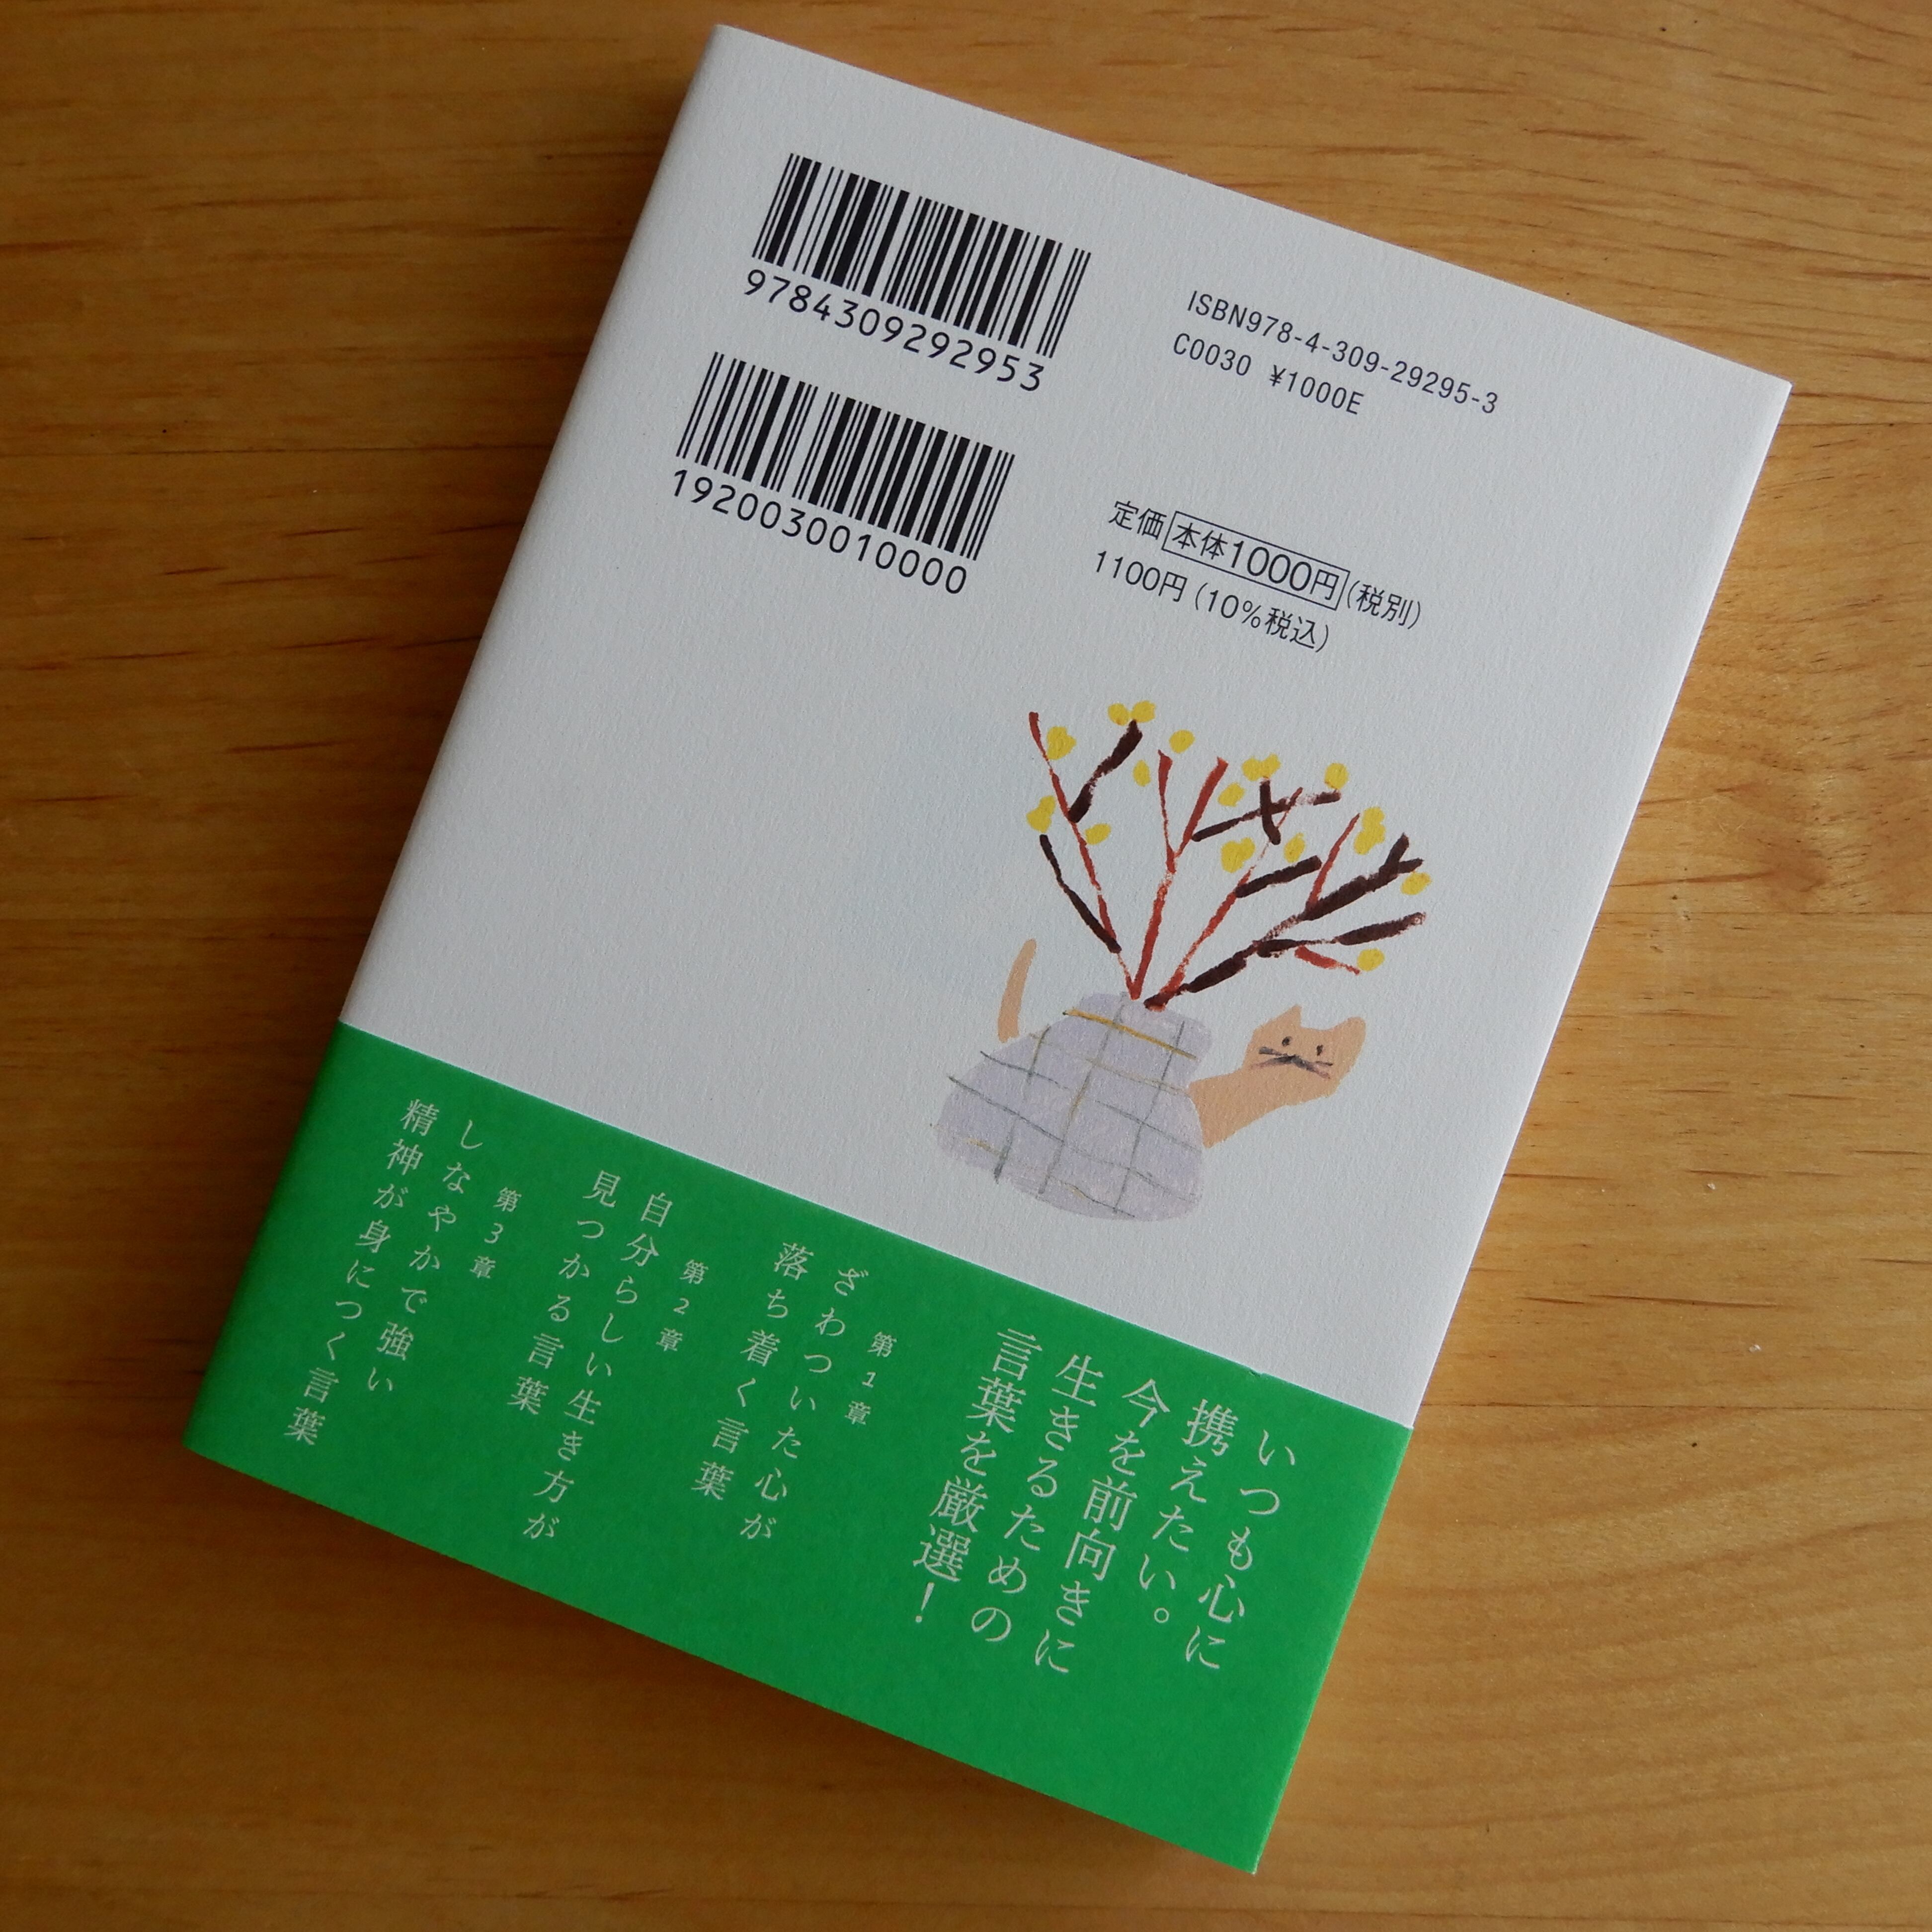 9784309292953
1920030010000
ISBN978-4-309-29295-3
C0030 ¥1000E
定価 本体1000円 (税別)
1100円 (10%税込)
いつも心に
携えたい。
今を前向きに
生きるための
言葉を厳選！
第1章
ざわついた心が
落ち着く言葉
第2章
自分らしい生き方が
見つかる言葉
第3章
しなやかで強い
精神が身につく言葉